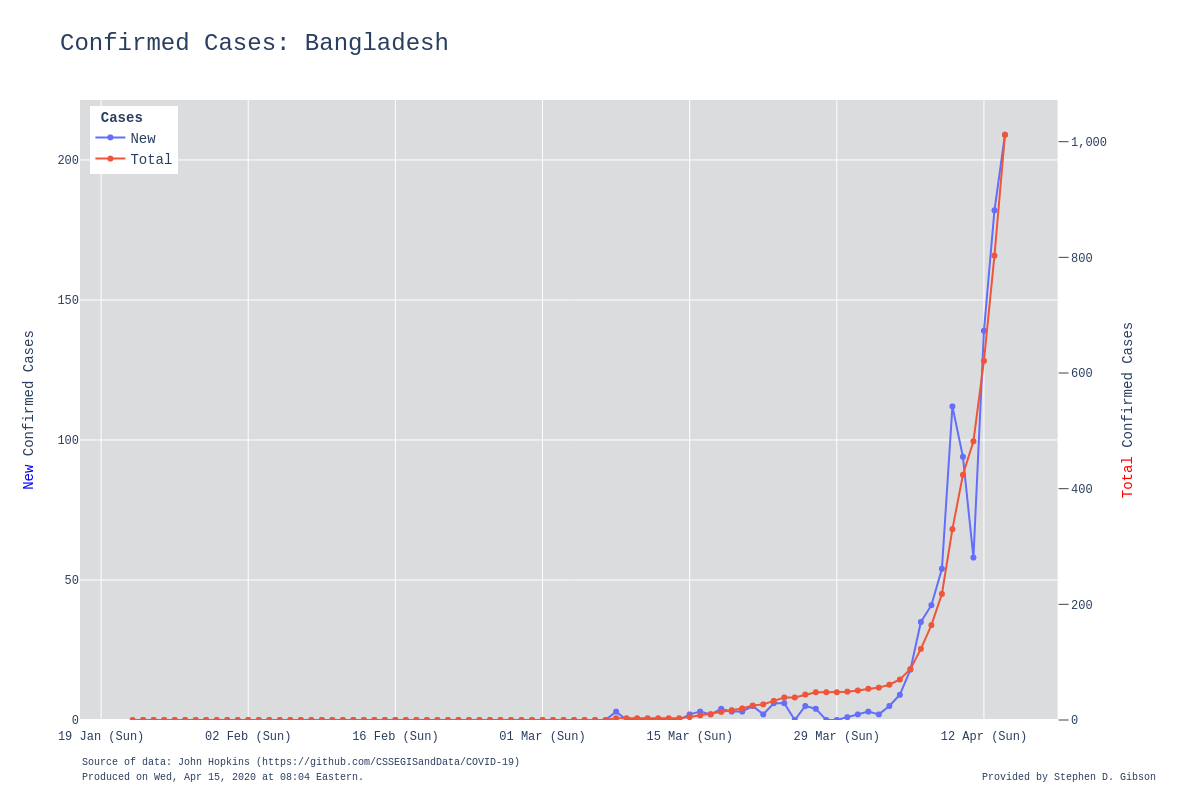 Confirmed Cases: Bangladesh
Cases
New
Total
200
150
100
50
0
1,000
800
600
400
200
0
New Confirmed Cases
Total Confirmed Cases
19 Jan (Sun)
02 Feb (Sun)
16 Feb (Sun)
01 Mar (Sun)
15 Mar (Sun)
29 Mar (Sun)
12 Apr (Sun)
Source of data: John Hopkins (https://github.com/CSSEGISandData/COVID-19)
Produced on Wed, Apr 15, 2020 at 08:04 Eastern.
Provided by Stephen D. Gibson